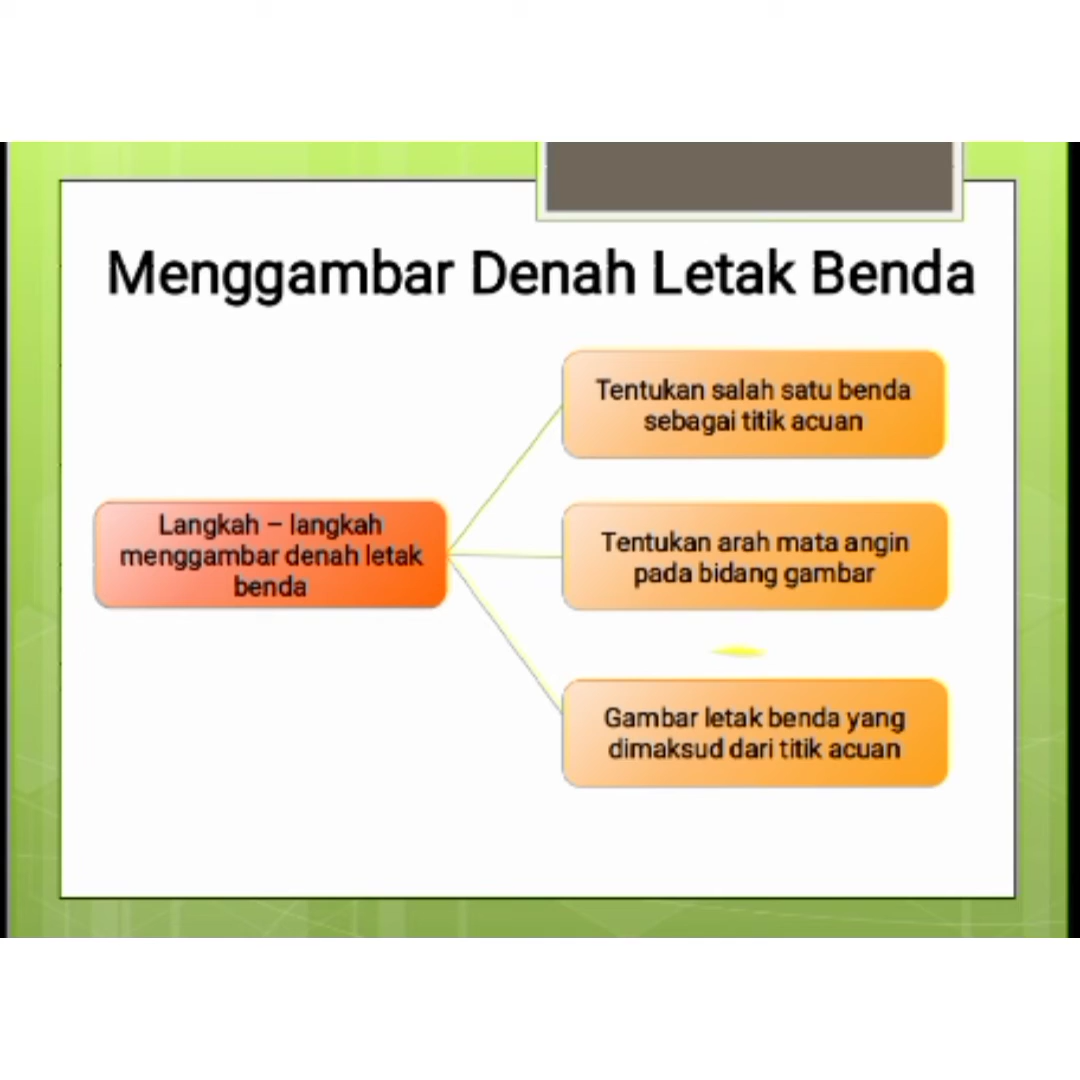 Menggambar Denah Letak Benda
Langkah – langkah
menggambar denah letak
benda
Tentukan salah satu benda
sebagai titik acuan
Tentukan arah mata angin
pada bidang gambar
Gambar letak benda yang
dimaksud dari titik acuan